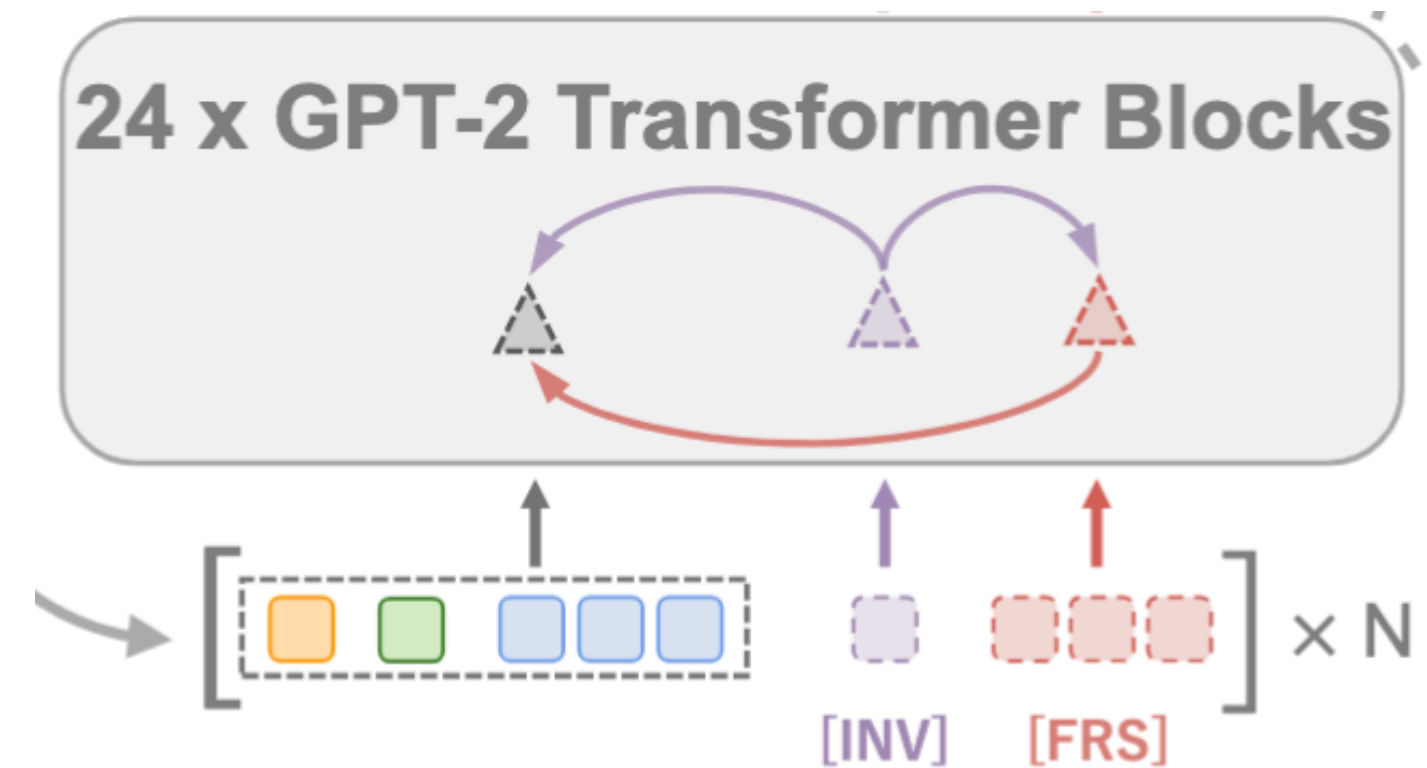 24 x GPT-2 Transformer Blocks
× N
[INV] [FRS]